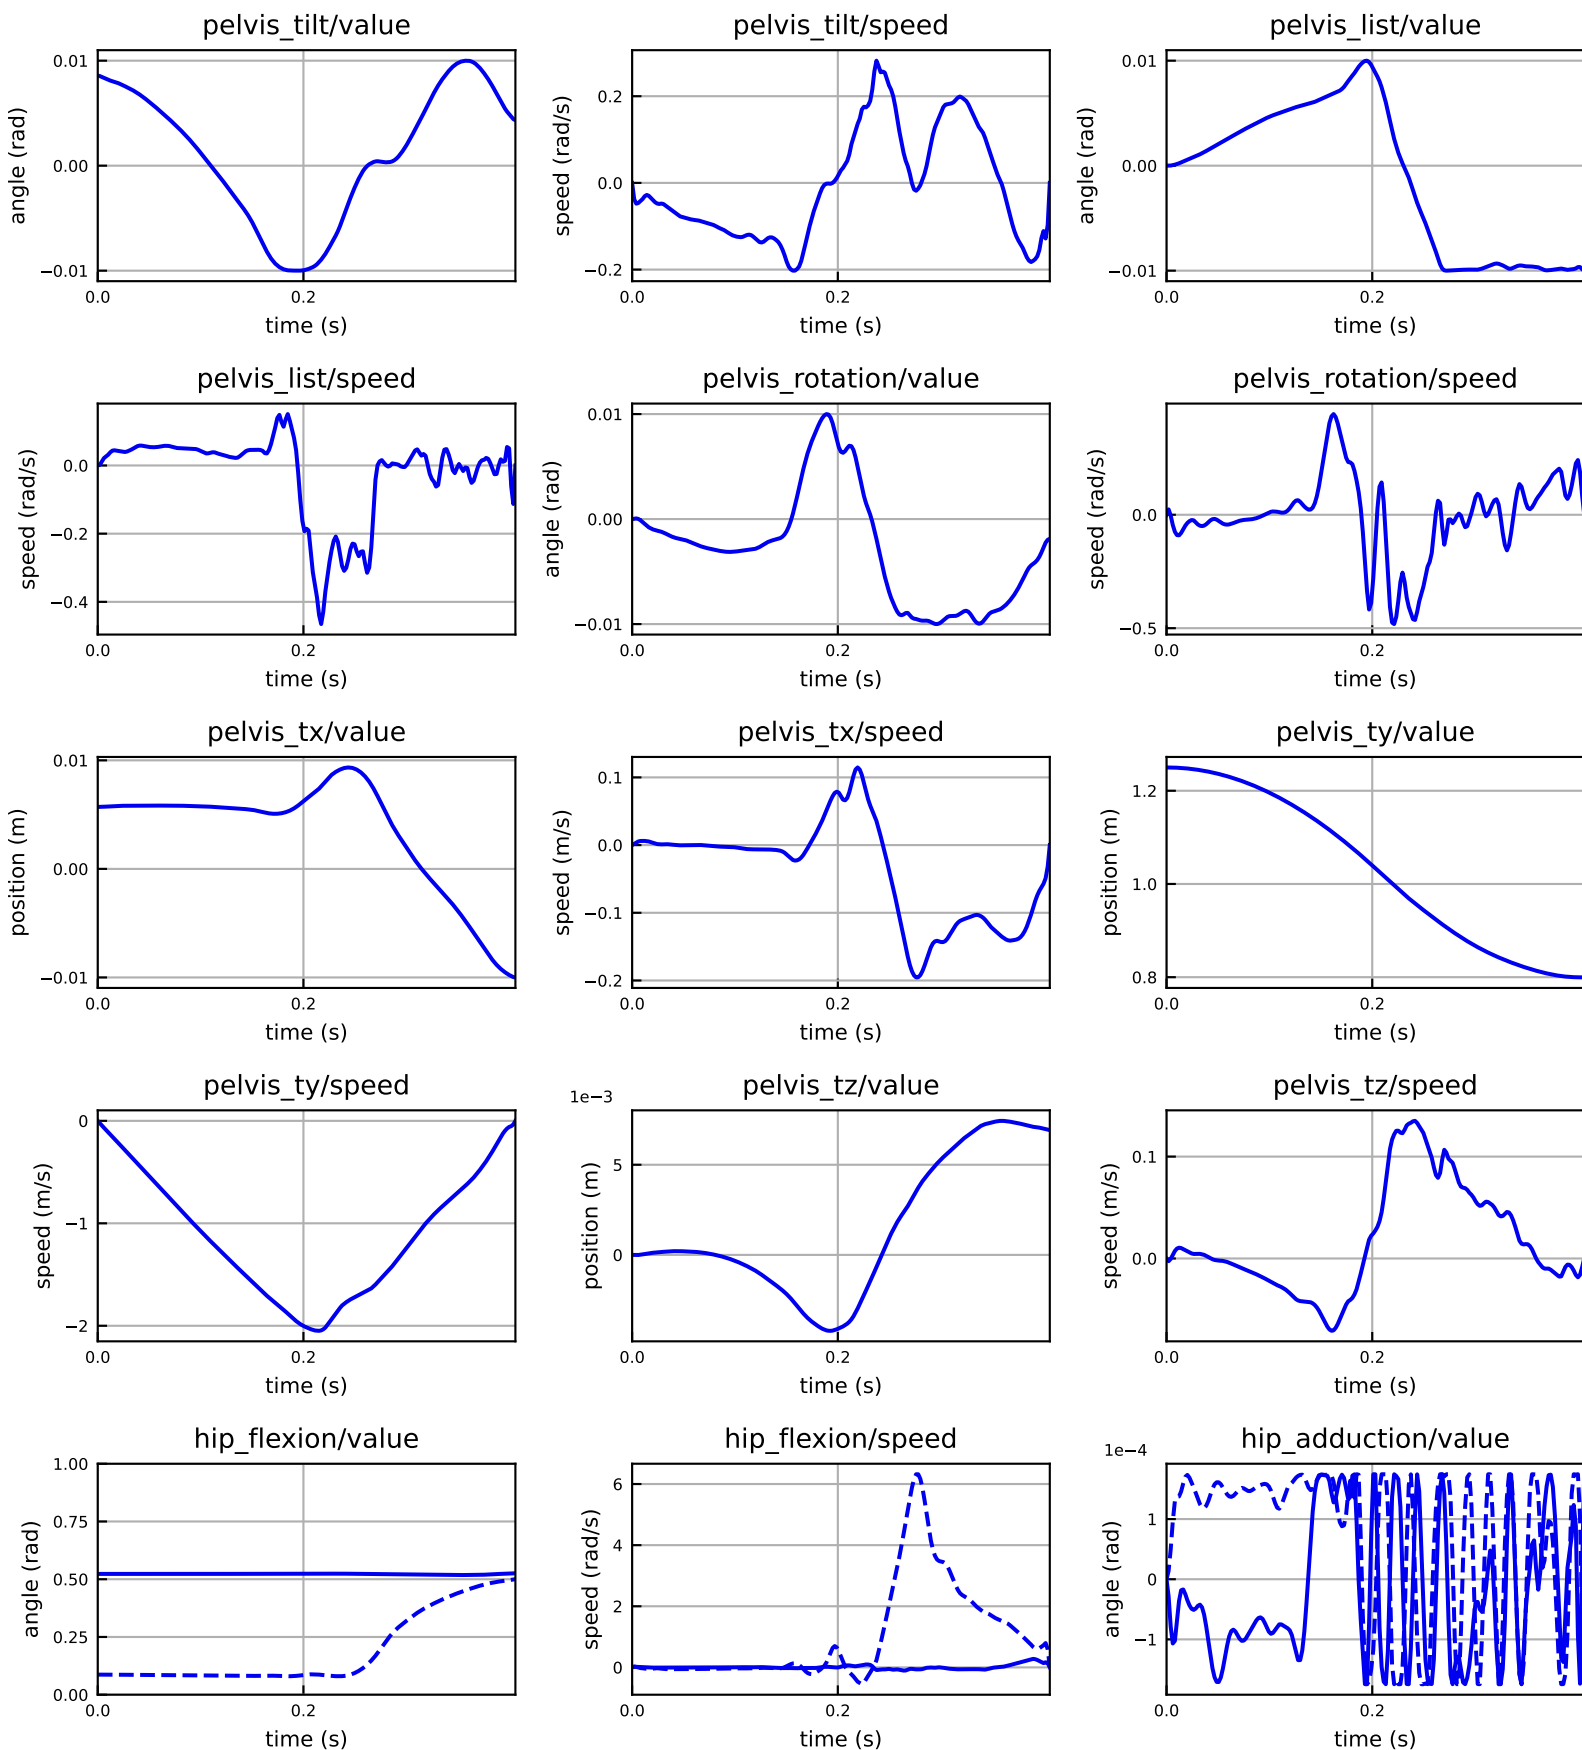 pelvis_tilt/value
pelvis_tilt/speed
pelvis_list/value
0.01
0.00
−0.01
angle (rad)
0.0
0.2
time (s)
0.2
0.0
−0.2
speed (rad/s)
0.0
0.2
time (s)
0.01
0.00
−0.01
angle (rad)
0.0
0.2
time (s)
pelvis_list/speed
pelvis_rotation/value
pelvis_rotation/speed
0.0
−0.2
−0.4
speed (rad/s)
0.0
0.2
time (s)
0.01
0.00
−0.01
angle (rad)
0.0
0.2
time (s)
0.0
−0.5
speed (rad/s)
0.0
0.2
time (s)
pelvis_tx/value
pelvis_tx/speed
pelvis_ty/value
0.01
0.00
−0.01
position (m)
0.0
0.2
time (s)
0.1
0.0
−0.1
−0.2
speed (m/s)
0.0
0.2
time (s)
1.2
1.0
0.8
position (m)
0.0
0.2
time (s)
pelvis_ty/speed
pelvis_tz/value
pelvis_tz/speed
0
−1
−2
speed (m/s)
0.0
0.2
time (s)
1e−3
5
0
position (m)
0.0
0.2
time (s)
0.1
0.0
speed (m/s)
0.0
0.2
time (s)
hip_flexion/value
hip_flexion/speed
hip_adduction/value
1.00
0.75
0.50
0.25
0.00
angle (rad)
0.0
0.2
time (s)
6
4
2
0
speed (rad/s)
0.0
0.2
time (s)
1e−4
1
0
−1
angle (rad)
0.0
0.2
time (s)